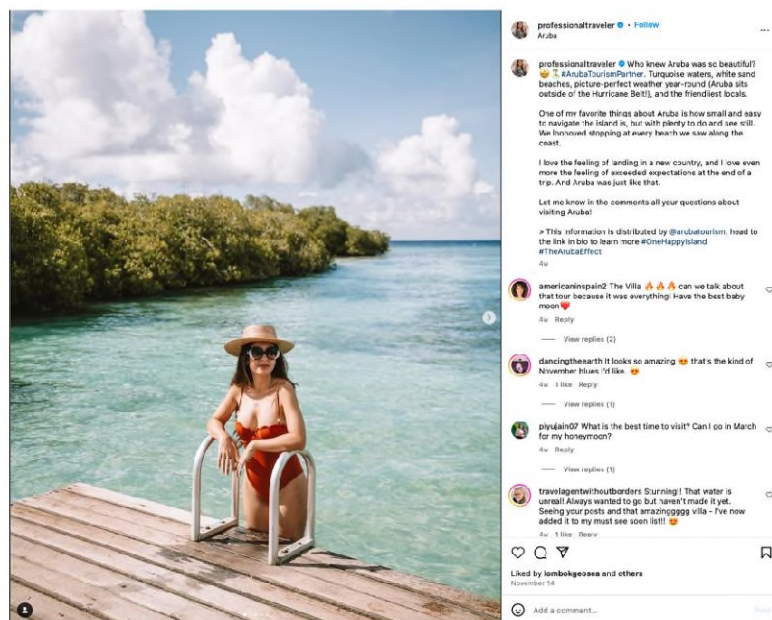 professionaltraveler • Follow
Aruba
professionaltraveler Who knew Aruba was so beautiful?
🤩🏝️ #ArubaTourismPartner. Turquoise waters, white sand
beaches, picture-perfect weather year-round (Aruba sits
outside of the Hurricane Belt!), and the friendliest locals.
One of my favorite things about Aruba is how small and easy
to navigate the island is, but with plenty to do and see still.
We looooved stopping at every beach we saw along the
coast.
I love the feeling of landing in a new country, and I love even
more the feeling of exceeded expectations at the end of a
trip. And Aruba was just like that.
Let me know in the comments all your questions about
visiting Aruba!
> This information is distributed by @arubatourism, head to
the link in bio to learn more #OneHappyIsland
#TheArubaEffect
4w
americaninspain2 The Villa 🔥🔥🔥 can we talk about
that tour because it was everything! Have the best baby
moon❤️
4w Reply
View replies (2)
dancingtheearth It looks so amazing 😍 that's the kind of
November blues I'd like. 😍
4w 1 like Reply
View replies (1)
piyujain07 What is the best time to visit? Can I go in March
for my honeymoon?
4w Reply
View replies (1)
travelagentwithoutborders Stunning!! That water is
unreal! Always wanted to go but haven't made it yet.
Seeing your posts and that amazinggggg villa - I've now
added it to my must see soon list!! 😍
4w 1 like Reply
Liked by lombokgeosea and others
November 14
Add a comment...
Post